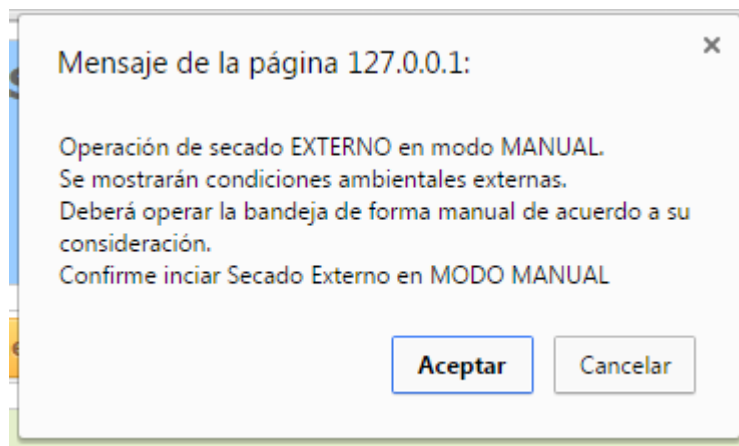 Mensaje de la página 127.0.0.1:
Operación de secado EXTERNO en modo MANUAL.
Se mostrarán condiciones ambientales externas.
Deberá operar la bandeja de forma manual de acuerdo a su
consideración.
Confirme inciar Secado Externo en MODO MANUAL
Aceptar
Cancelar